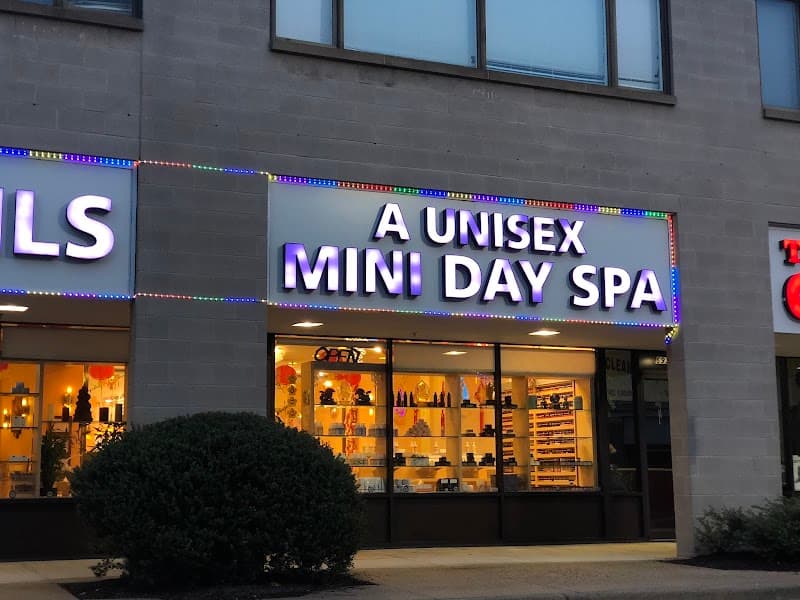 ILS
A UNISEX
MINI DAY SPA
OPEN